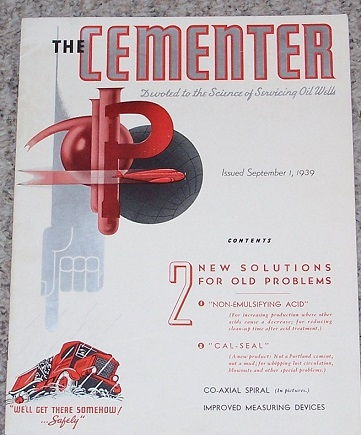 THE CEMENTER
Devoted to the Science of Servicing Oil Wells
Issued September 1, 1939
CONTENTS
2 NEW SOLUTIONS
FOR OLD PROBLEMS
1 "NON-EMULSIFYING ACID"
(For increasing production where other
acids cause a decrease; for reducing
clean-up time after acid treatment.)
2 "CAL-SEAL"
(A new product: Not a Portland cement,
not a mud; for whipping lost circulation,
blowouts and other special problems.)
CO-AXIAL SPIRAL (In pictures.)
IMPROVED MEASURING DEVICES
"WE'LL GET THERE SOMEHOW!
...Safely"